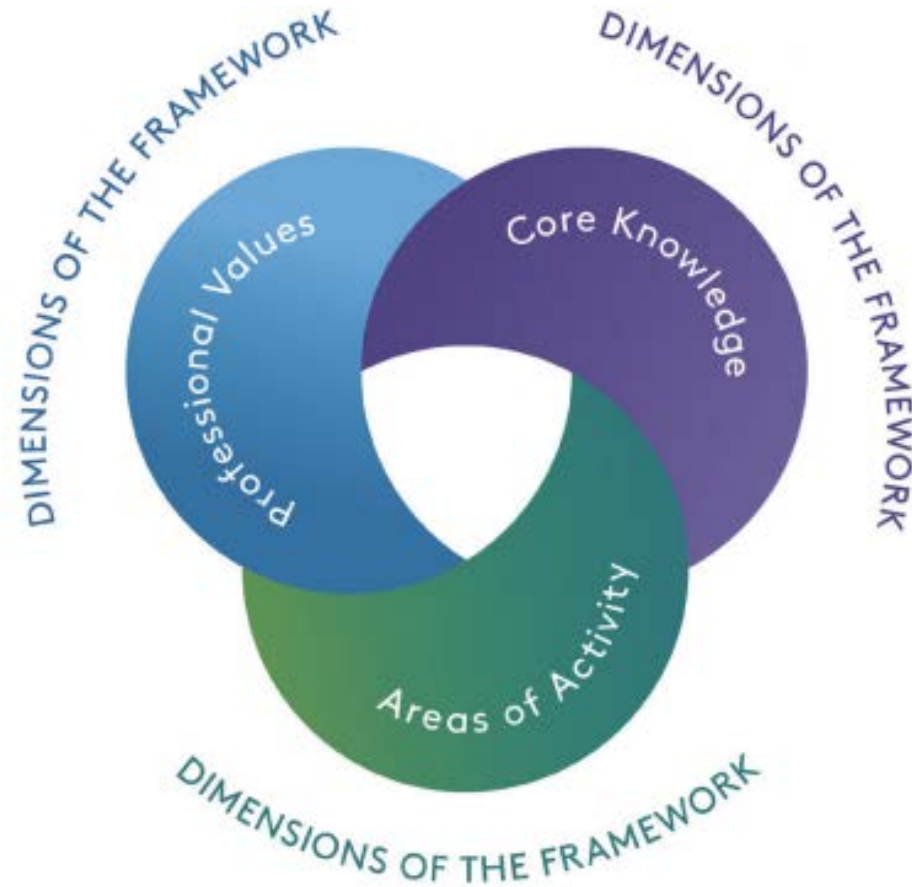 DIMENSIONS OF THE FRAMEWORK
DIMENSIONS OF THE FRAMEWORK
Professional Values
Core Knowledge
Areas of Activity
DIMENSIONS OF THE FRAMEWORK